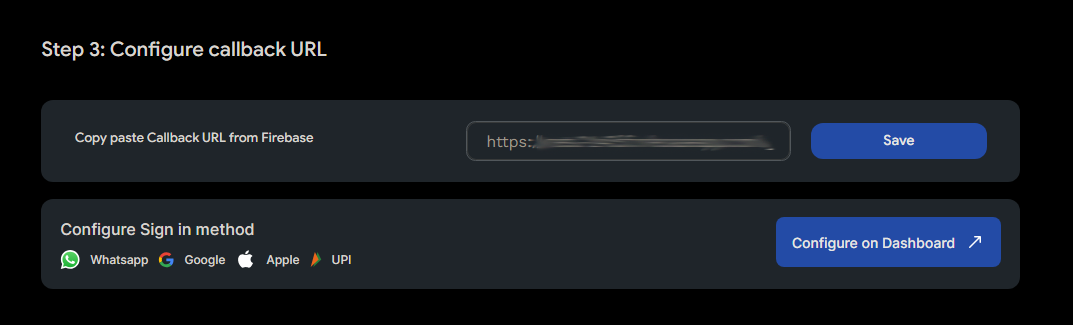 Step 3: Configure callback URL
Copy paste Callback URL from Firebase
https:
Save
Configure Sign in method
Configure on Dashboard
Whatsapp Google Apple UPI